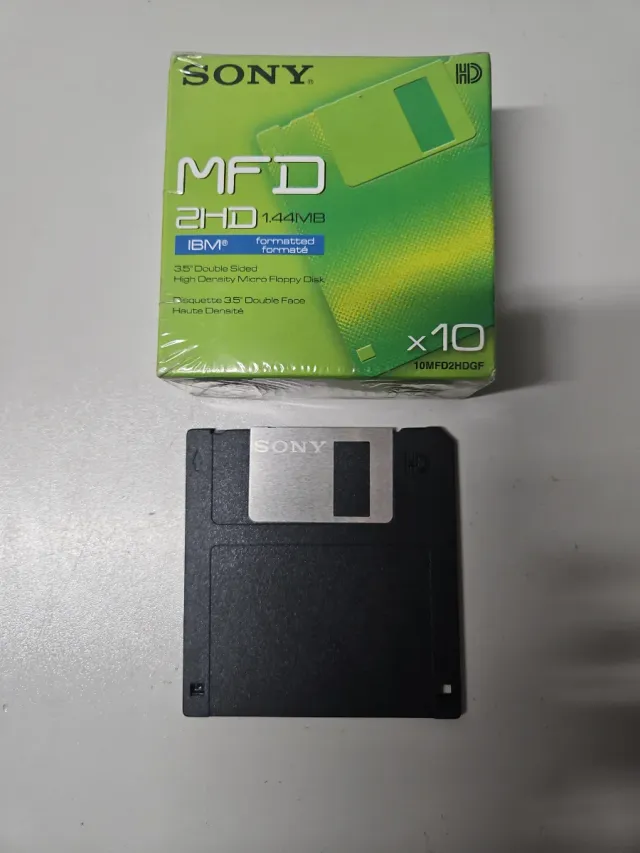 SONY®
HD
MFD
2HD 1.44MB
IBM® formatted
formaté
3.5" Double Sided
High Density Micro Floppy Disk
Disquette 3.5" Double Face
Haute Densité
x10
10MFD2HDGF
SONY
HD